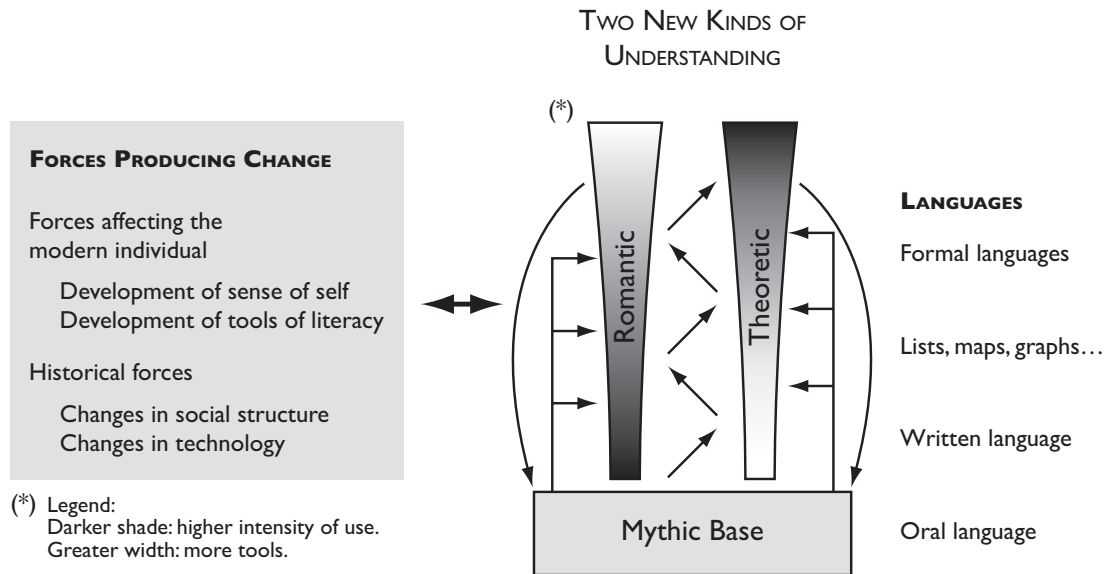 TWO NEW KINDS OF
UNDERSTANDING
(*)
FORCES PRODUCING CHANGE
Forces affecting the
modern individual
Development of sense of self
Development of tools of literacy
Historical forces
Changes in social structure
Changes in technology
(*) Legend:
Darker shade: higher intensity of use.
Greater width: more tools.
Romantic
Theoretic
Mythic Base
LANGUAGES
Formal languages
Lists, maps, graphs…
Written language
Oral language